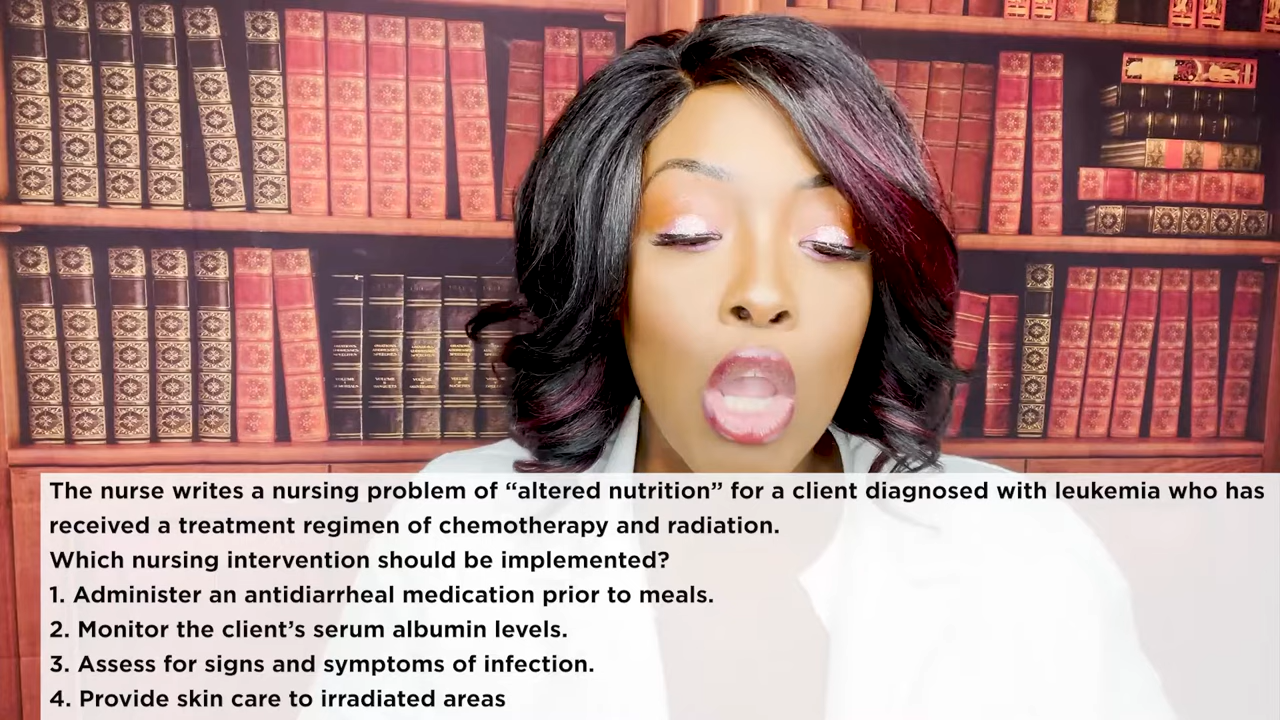 The nurse writes a nursing problem of “altered nutrition” for a client diagnosed with leukemia who has
received a treatment regimen of chemotherapy and radiation.
Which nursing intervention should be implemented?
1. Administer an antidiarrheal medication prior to meals.
2. Monitor the client’s serum albumin levels.
3. Assess for signs and symptoms of infection.
4. Provide skin care to irradiated areas